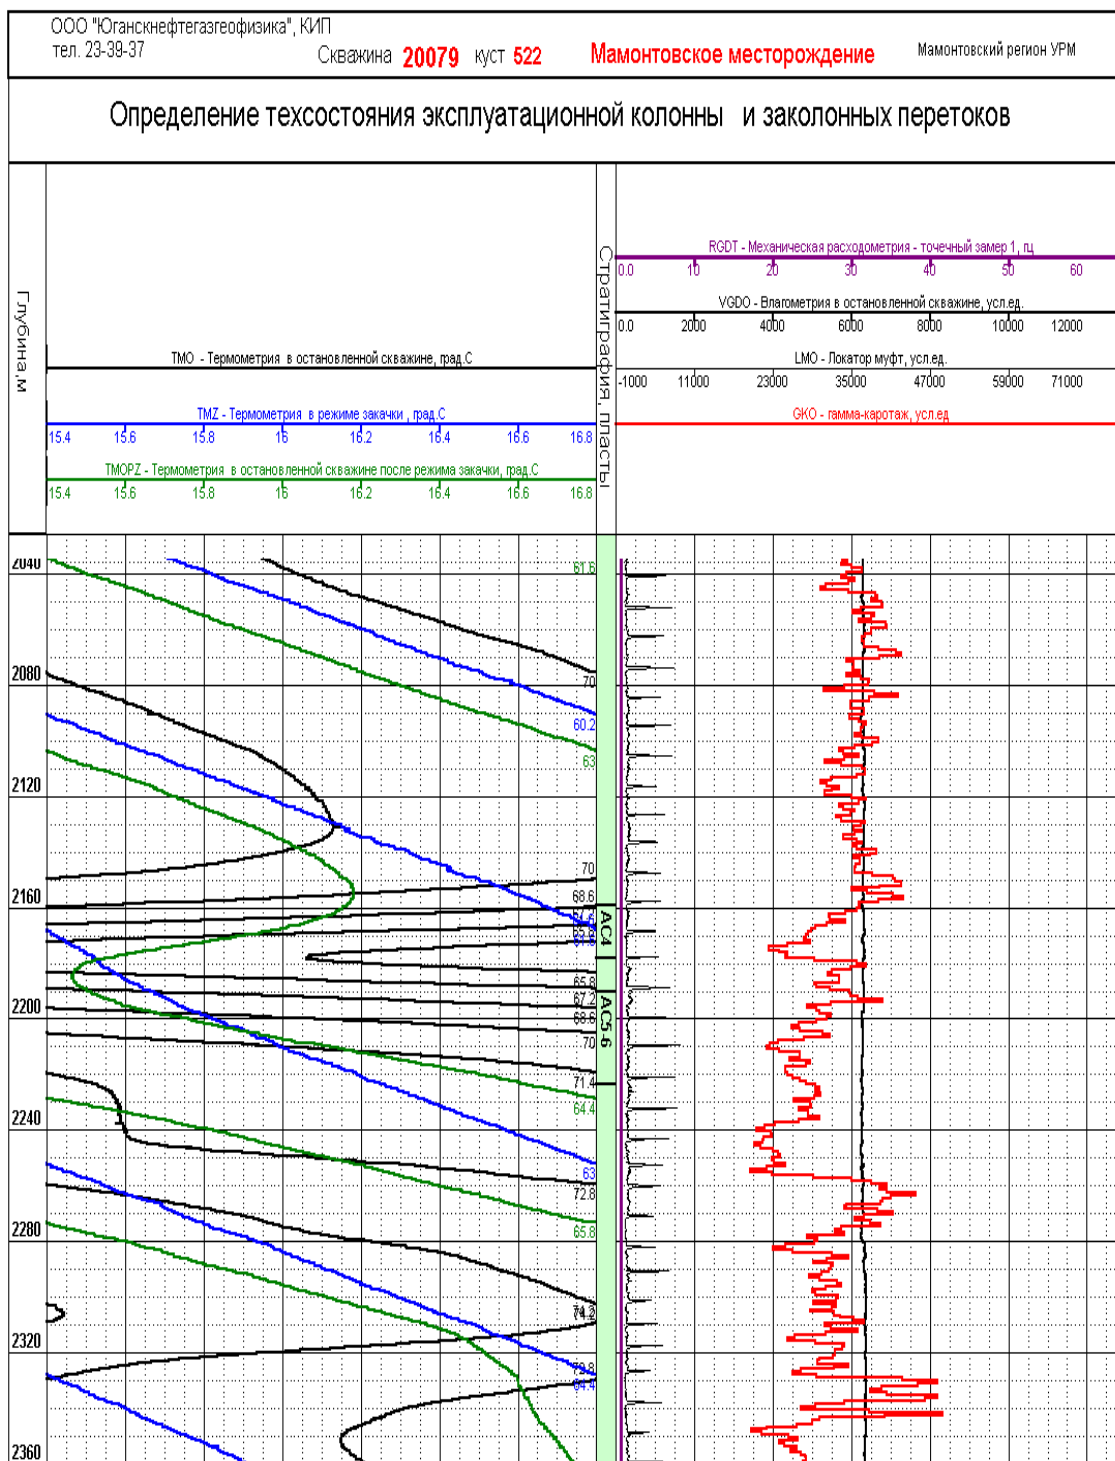 ООО "Юганскнефтегазгеофизика", КИП
тел. 23-39-37
Скважина 20079 куст 522 Мамонтовское месторождение Мамонтовский регион УРМ
Определение техсостояния эксплуатационной колонны и заколонных перетоков
Глубина,м
TMO - Термометрия в остановленной скважине, град.С
TMZ - Термометрия в режиме закачки , град.С
15.4 15.6 15.8 16 16.2 16.4 16.6 16.8
TMOPZ - Термометрия в остановленной скважине после режима закачки, град.С
15.4 15.6 15.8 16 16.2 16.4 16.6 16.8
Стратиграфия, пласты
RGDT - Механическая расходометрия - точечный замер 1, гц
0.0 10 20 30 40 50 60
VGDO - Влагометрия в остановленной скважине, усл.ед.
0.0 2000 4000 6000 8000 10000 12000
LMO - Локатор муфт, усл.ед.
-1000 11000 23000 35000 47000 59000 71000
GKO - гамма-каротаж, усл.ед
2040
61.6
2080
70
60.2
63
2120
70
2160
68.6
АС4
65.8
67.2
2200
68.6
АС5-6
70
71.4
64.4
2240
63
72.8
2280
65.8
2320
72.8
64.4
2360